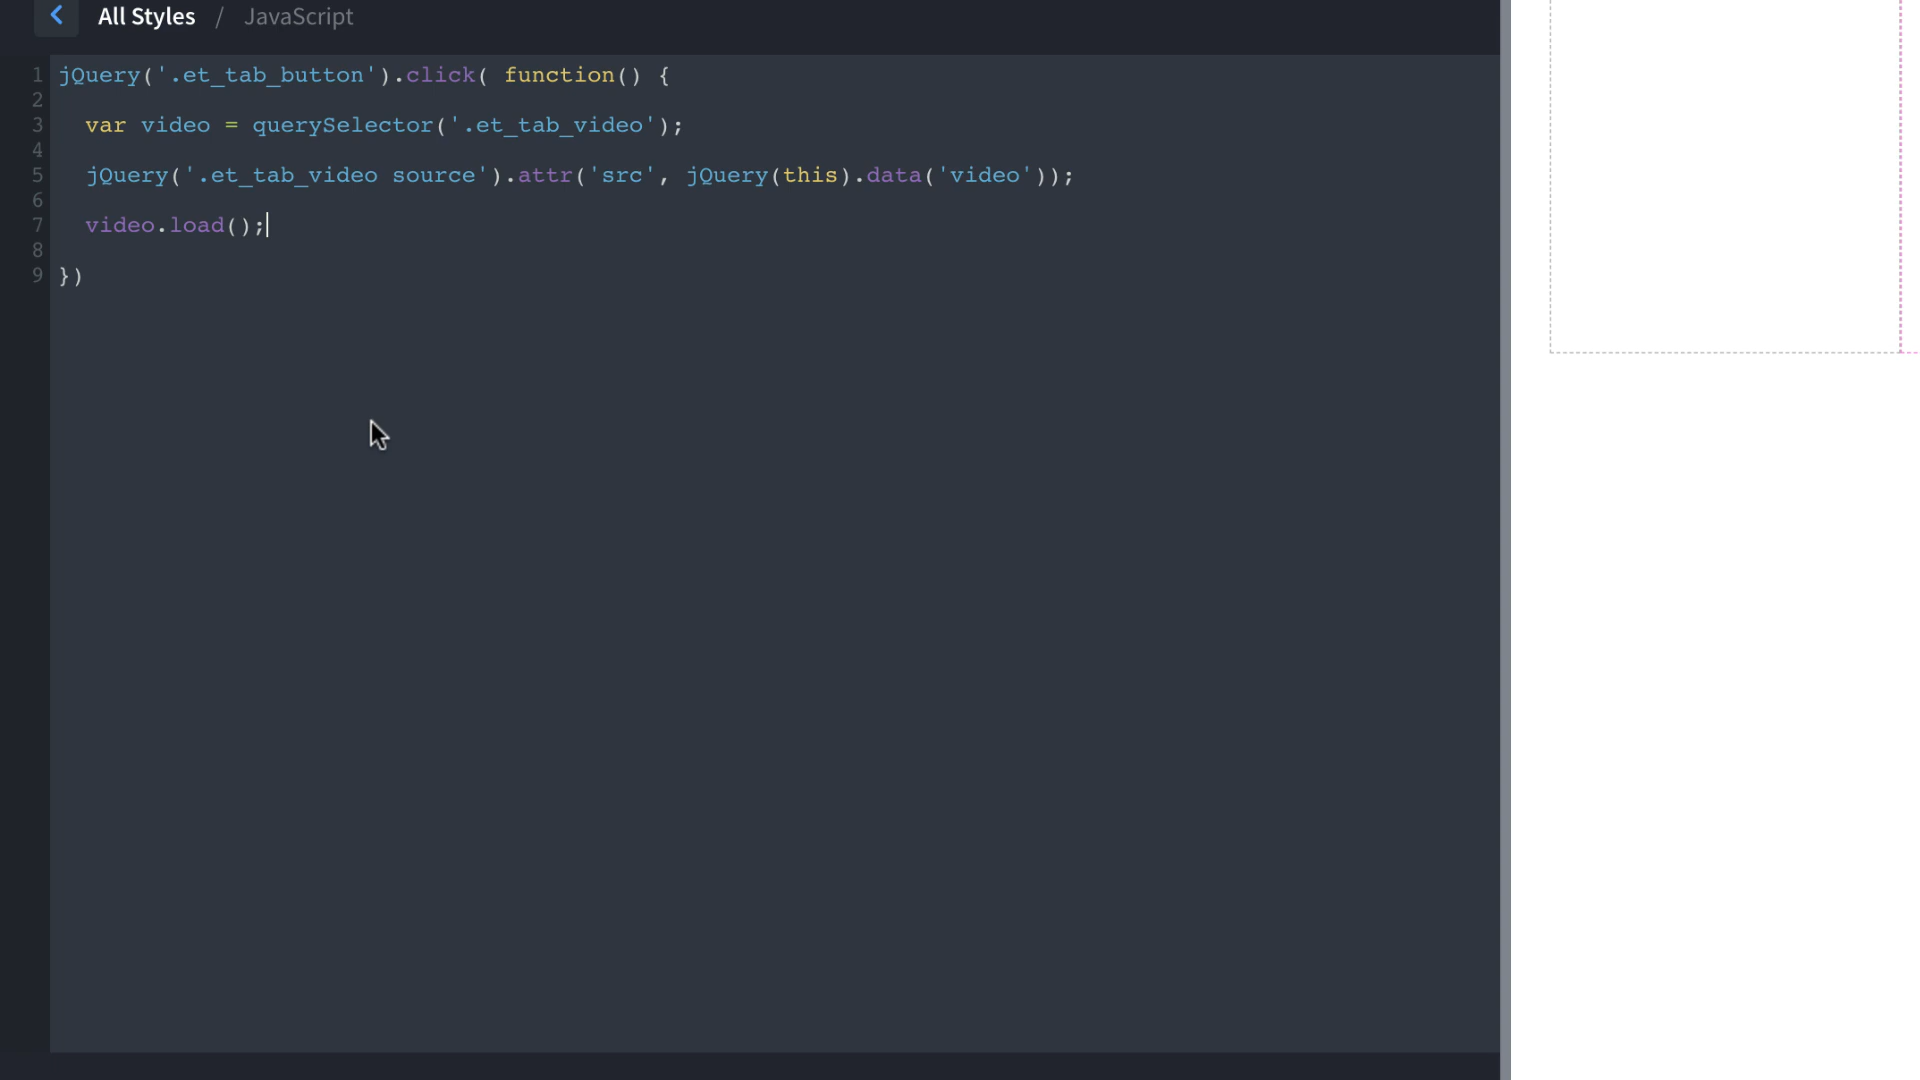 All Styles / JavaScript
1 jQuery('.et_tab_button').click( function() {
2
3 var video = querySelector('.et_tab_video');
4
5 jQuery('.et_tab_video source').attr('src', jQuery(this).data('video'));
6
7 video.load();
8
9 })